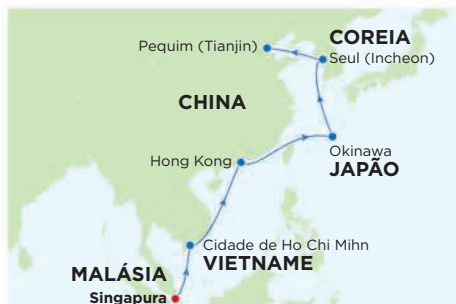 Pequim (Tianjin)
COREIA
Seul (Incheon)
CHINA
Hong Kong
Okinawa
JAPÃO
Cidade de Ho Chi Mihn
VIETNAME
MALÁSIA
Singapura